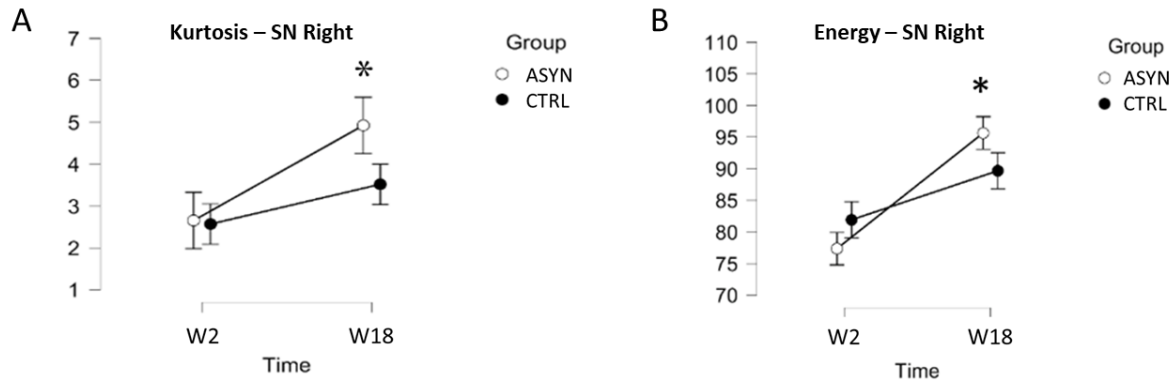 A
Kurtosis – SN Right
7
6
5
4
3
2
1
*
Group
ASYN
CTRL
W2
W18
Time
B
Energy – SN Right
110
105
100
95
90
85
80
75
70
*
Group
ASYN
CTRL
W2
W18
Time